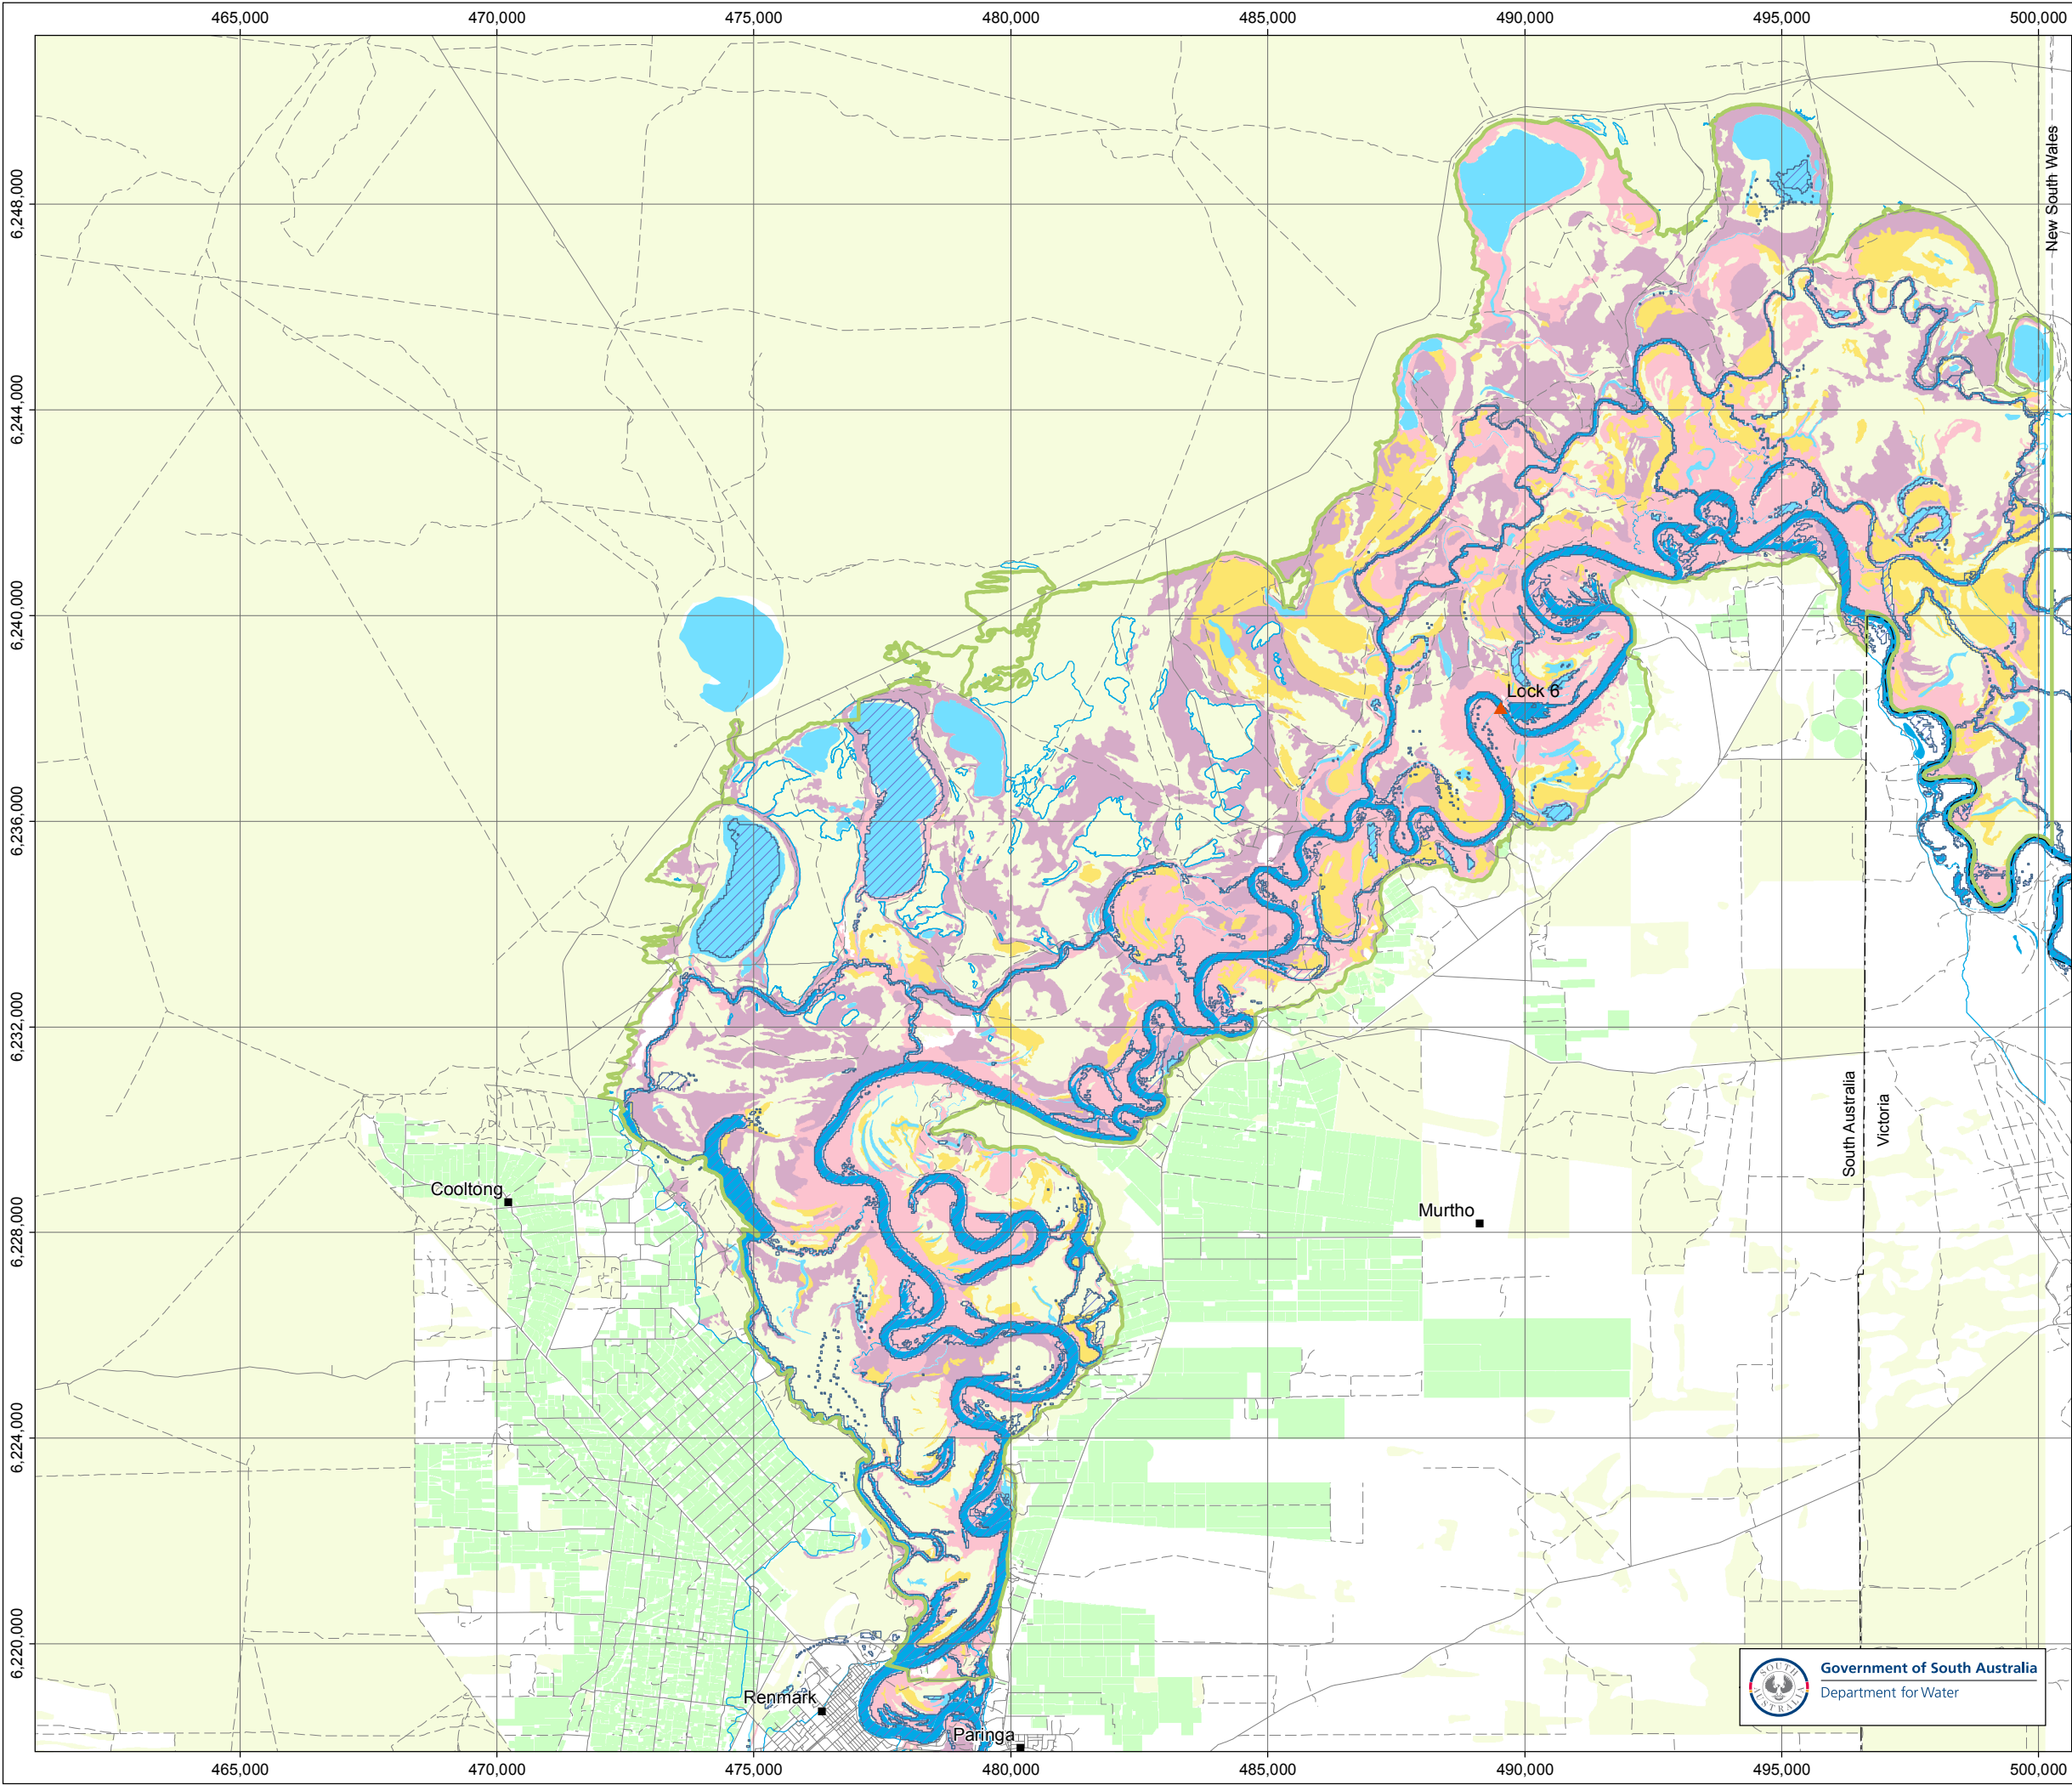 465,000 470,000 475,000 480,000 485,000 490,000 495,000 500,000
New South Wales
6,248,000
6,244,000
6,240,000
Lock 6
6,236,000
6,232,000
South Australia
Victoria
Cooltong
Murtho
6,228,000
6,224,000
6,220,000
Government of South Australia
Department for Water
SOUTH AUSTRALIA
Renmark
Paringa
465,000 470,000 475,000 480,000 485,000 490,000 495,000 500,000